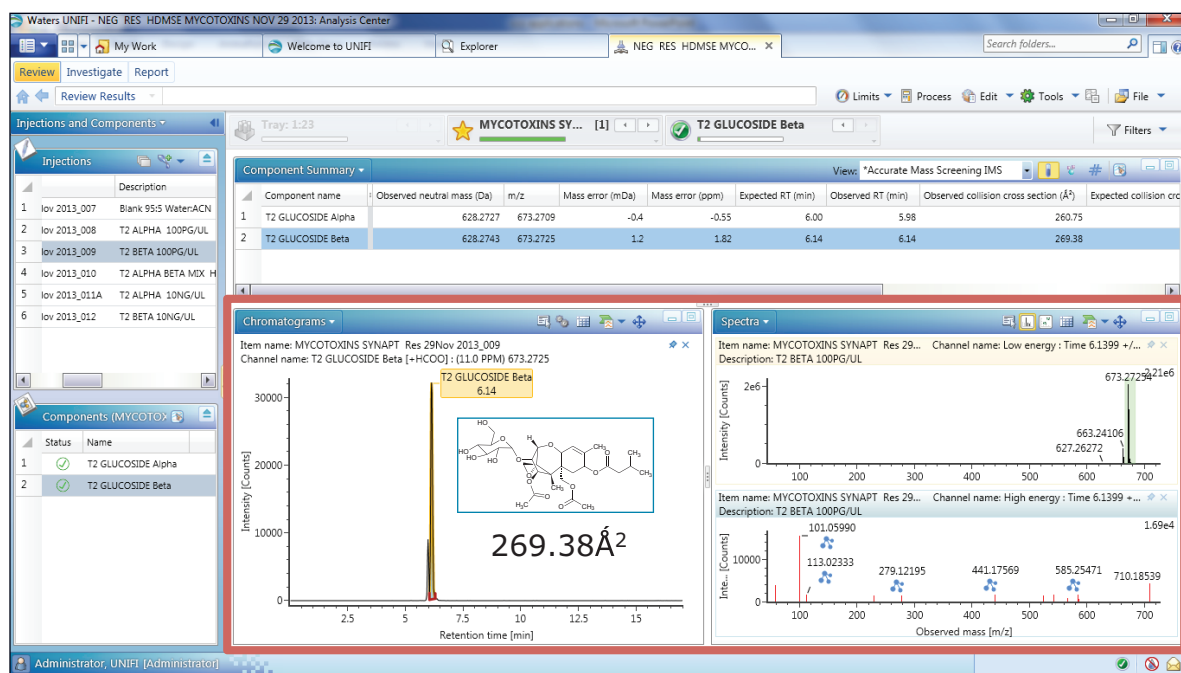 Waters UNIFI - NEG RES HDMSE MYCOTOXINS NOV 29 2013: Analysis Center
My Work
Welcome to UNIFI
Explorer
NEG RES HDMSE MYCO...
Search folders...
Review Investigate Report
Review Results
Limits Process Edit Tools File
Injections and Components
Tray: 1:23
MYCOTOXINS SY... [1]
T2 GLUCOSIDE Beta
Filters
Injections
Description
1 lov 2013_007 Blank 95:5 Water:ACN
2 lov 2013_008 T2 ALPHA 100PG/UL
3 lov 2013_009 T2 BETA 100PG/UL
4 lov 2013_010 T2 ALPHA BETA MIX H
5 lov 2013_011A T2 ALPHA 10NG/UL
6 lov 2013_012 T2 BETA 10NG/UL
Component Summary
View: *Accurate Mass Screening IMS
Component name Observed neutral mass (Da) m/z Mass error (mDa) Mass error (ppm) Expected RT (min) Observed RT (min) Observed collision cross section (Å²) Expected collision crc
1 T2 GLUCOSIDE Alpha 628.2727 673.2709 -0.4 -0.55 6.00 5.98 260.75
2 T2 GLUCOSIDE Beta 628.2743 673.2725 1.2 1.82 6.14 6.14 269.38
Components (MYCOTO>
Status Name
1 T2 GLUCOSIDE Alpha
2 T2 GLUCOSIDE Beta
Chromatograms
Item name: MYCOTOXINS SYNAPT Res 29Nov 2013_009
Channel name: T2 GLUCOSIDE Beta [+HCOO] : (11.0 PPM) 673.2725
T2 GLUCOSIDE Beta
6.14
30000
20000
10000
0
Intensity [Counts]
HO
HO
HO
OH
H
O
CH₃
CH₃
CH₃
CH₃
H₃C
CH₃
269.38Á²
2.5 5 7.5 10 12.5 15
Retention time [min]
Spectra
Item name: MYCOTOXINS SYNAPT Res 29... Channel name: Low energy : Time 6.1399 +/...
Description: T2 BETA 100PG/UL
2.21e6
673.27254
2e6
663.24106
627.26272
0
Intensity [Counts]
100 200 300 400 500 600 700
Item name: MYCOTOXINS SYNAPT Res 29... Channel name: High energy : Time 6.1399 +...
Description: T2 BETA 100PG/UL
1.69e4
101.05990
113.02333
279.12195
441.17569
585.25471
710.18539
10000
0
Inte... [Counts]
100 200 300 400 500 600 700
Observed mass [m/z]
Administrator, UNIFI [Administrator]